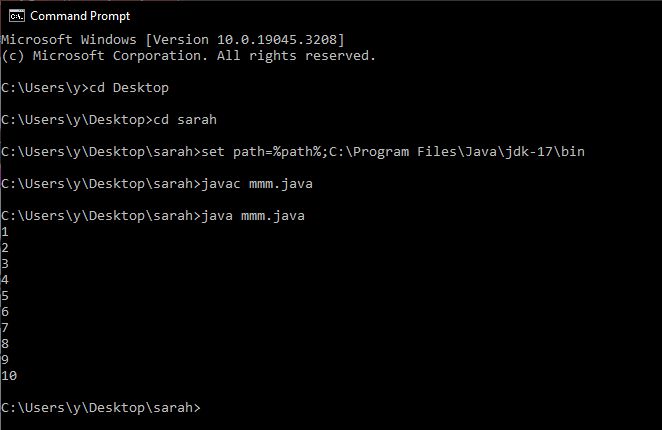 Command Prompt
Microsoft Windows [Version 10.0.19045.3208]
(c) Microsoft Corporation. All rights reserved.
C:\Users\y>cd Desktop
C:\Users\y\Desktop>cd sarah
C:\Users\y\Desktop\sarah>set path=%path%;C:\Program Files\Java\jdk-17\bin
C:\Users\y\Desktop\sarah>javac mmm.java
C:\Users\y\Desktop\sarah>java mmm.java
1
2
3
4
5
6
7
8
9
10
C:\Users\y\Desktop\sarah>